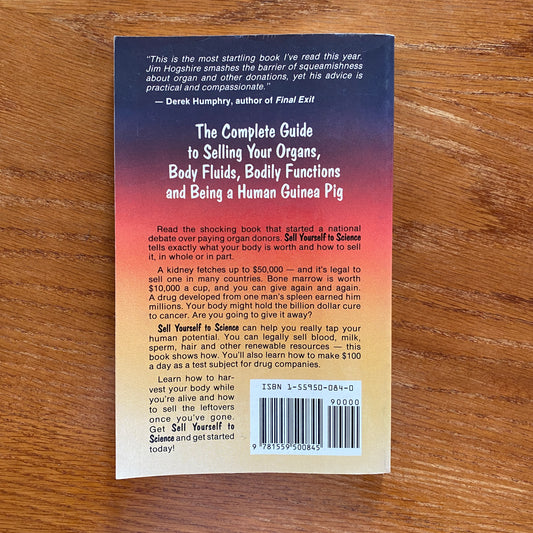 "This is the most startling book I've read this year.
Jim Hogshire smashes the barrier of squeamishness
about organ and other donations, yet his advice is
practical and compassionate."
— Derek Humphry, author of Final Exit
The Complete Guide
to Selling Your Organs,
Body Fluids, Bodily Functions
and Being a Human Guinea Pig
Read the shocking book that started a national
debate over paying organ donors. Sell Yourself to Science
tells exactly what your body is worth and how to sell
it, in whole or in part.
A kidney fetches up to $50,000 — and it's legal to
sell one in many countries. Bone marrow is worth
$10,000 a cup, and you can give again and again.
A drug developed from one man's spleen earned him
millions. Your body might hold the billion dollar cure
to cancer. Are you going to give it away?
Sell Yourself to Science can help you really tap your
human potential. You can legally sell blood, milk,
sperm, hair and other renewable resources — this
book shows how. You'll also learn how to make $100
a day as a test subject for drug companies.
Learn how to har-
vest your body while
you're alive and how
to sell the leftovers
once you've gone.
Get Sell Yourself to
Science and get started
today!
ISBN 1-55950-084-0
90000
9 781559 500845